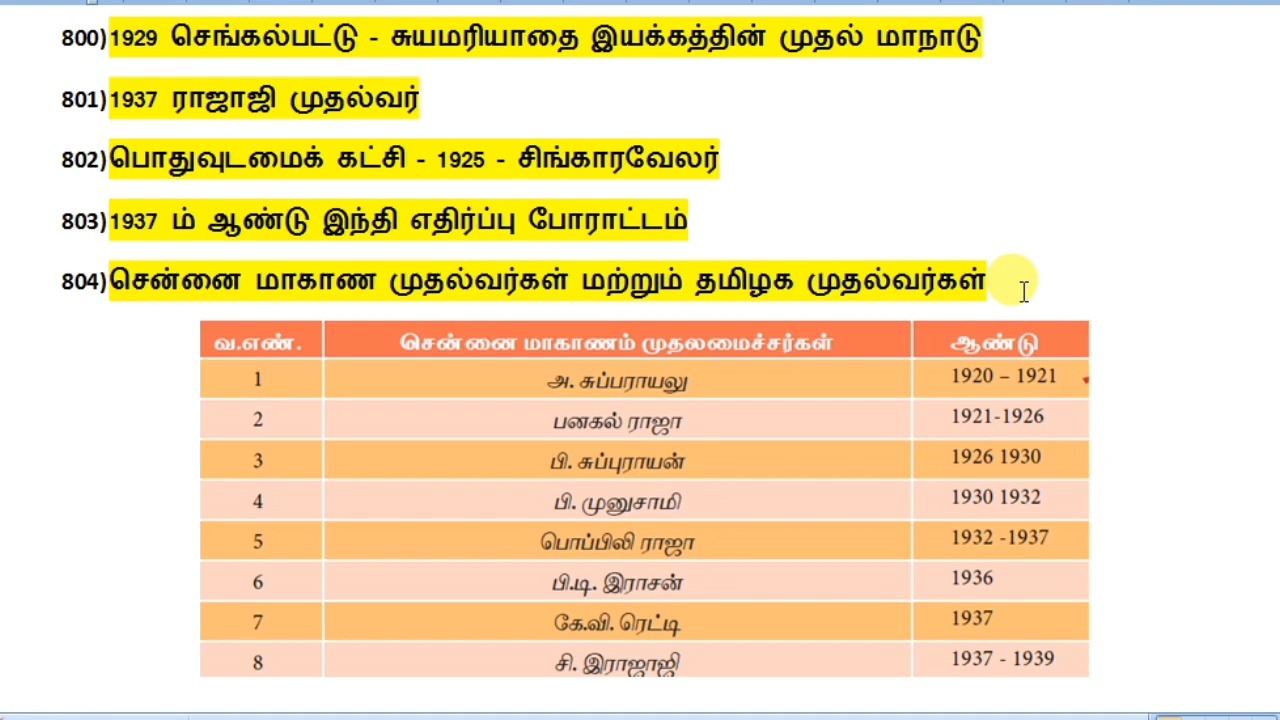 800) 1929 செங்கல்பட்டு - சுயமரியாதை இயக்கத்தின் முதல் மாநாடு
801) 1937 ராஜாஜி முதல்வர்
802) பொதுவுடமைக் கட்சி - 1925 - சிங்காரவேலர்
803) 1937 ம் ஆண்டு இந்தி எதிர்ப்பு போராட்டம்
804) சென்னை மாகாண முதல்வர்கள் மற்றும் தமிழக முதல்வர்கள்
வ.எண். சென்னை மாகாணம் முதலமைச்சர்கள் ஆண்டு
1 அ. சுப்பராயலு 1920 – 1921
2 பனகல் ராஜா 1921-1926
3 பி. சுப்புராயன் 1926 1930
4 பி. முனுசாமி 1930 1932
5 பொப்பிலி ராஜா 1932 -1937
6 பி.டி. இராசன் 1936
7 கே.வி. ரெட்டி 1937
8 சி. இராஜாஜி 1937 - 1939